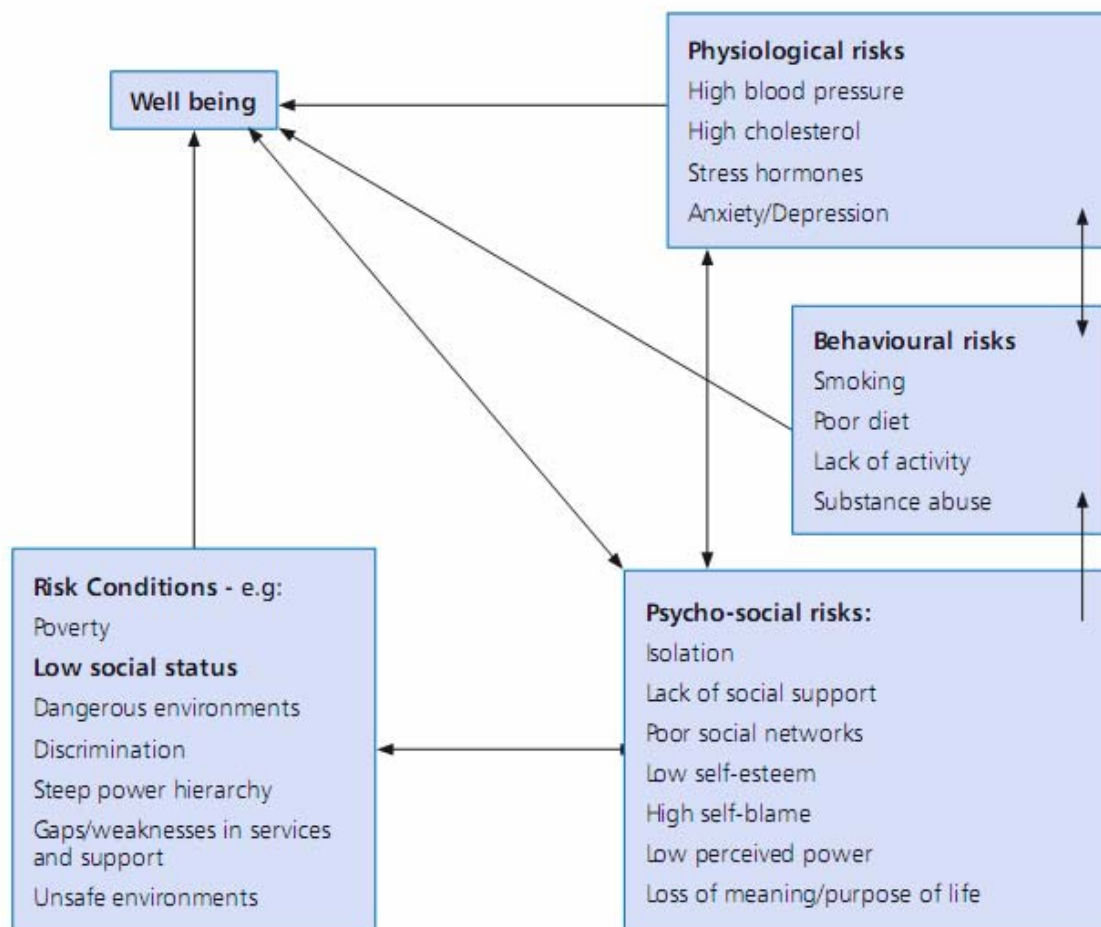 Well being
Physiological risks
High blood pressure
High cholesterol
Stress hormones
Anxiety/Depression
Behavioural risks
Smoking
Poor diet
Lack of activity
Substance abuse
Risk Conditions - e.g:
Poverty
Low social status
Dangerous environments
Discrimination
Steep power hierarchy
Gaps/weaknesses in services
and support
Unsafe environments
Psycho-social risks:
Isolation
Lack of social support
Poor social networks
Low self-esteem
High self-blame
Low perceived power
Loss of meaning/purpose of life